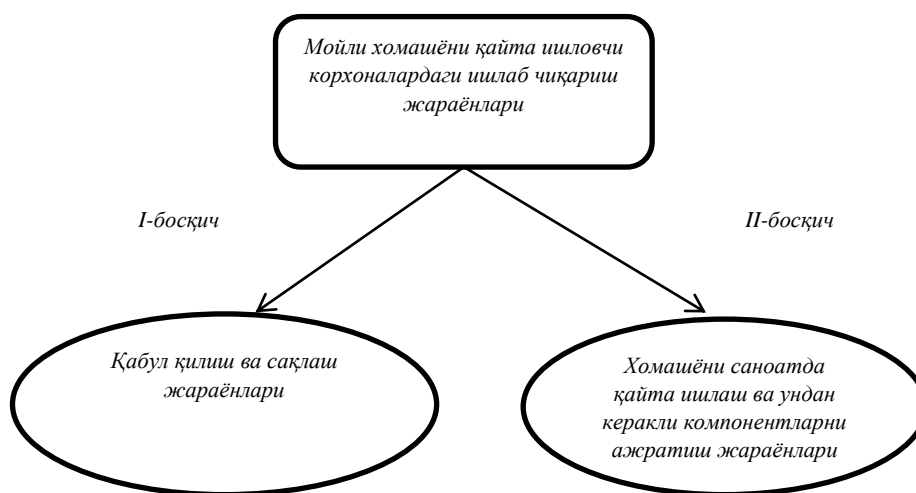 Мойли хомашёни қайта ишловчи
корхоналардаги ишлаб чиқариш
жараёнлари
I-босқич
II-босқич
Қабул қилиш ва сақлаш
жараёнлари
Хомашёни саноатда
қайта ишлаш ва ундан
керакли компонентларни
ажратиш жараёнлари